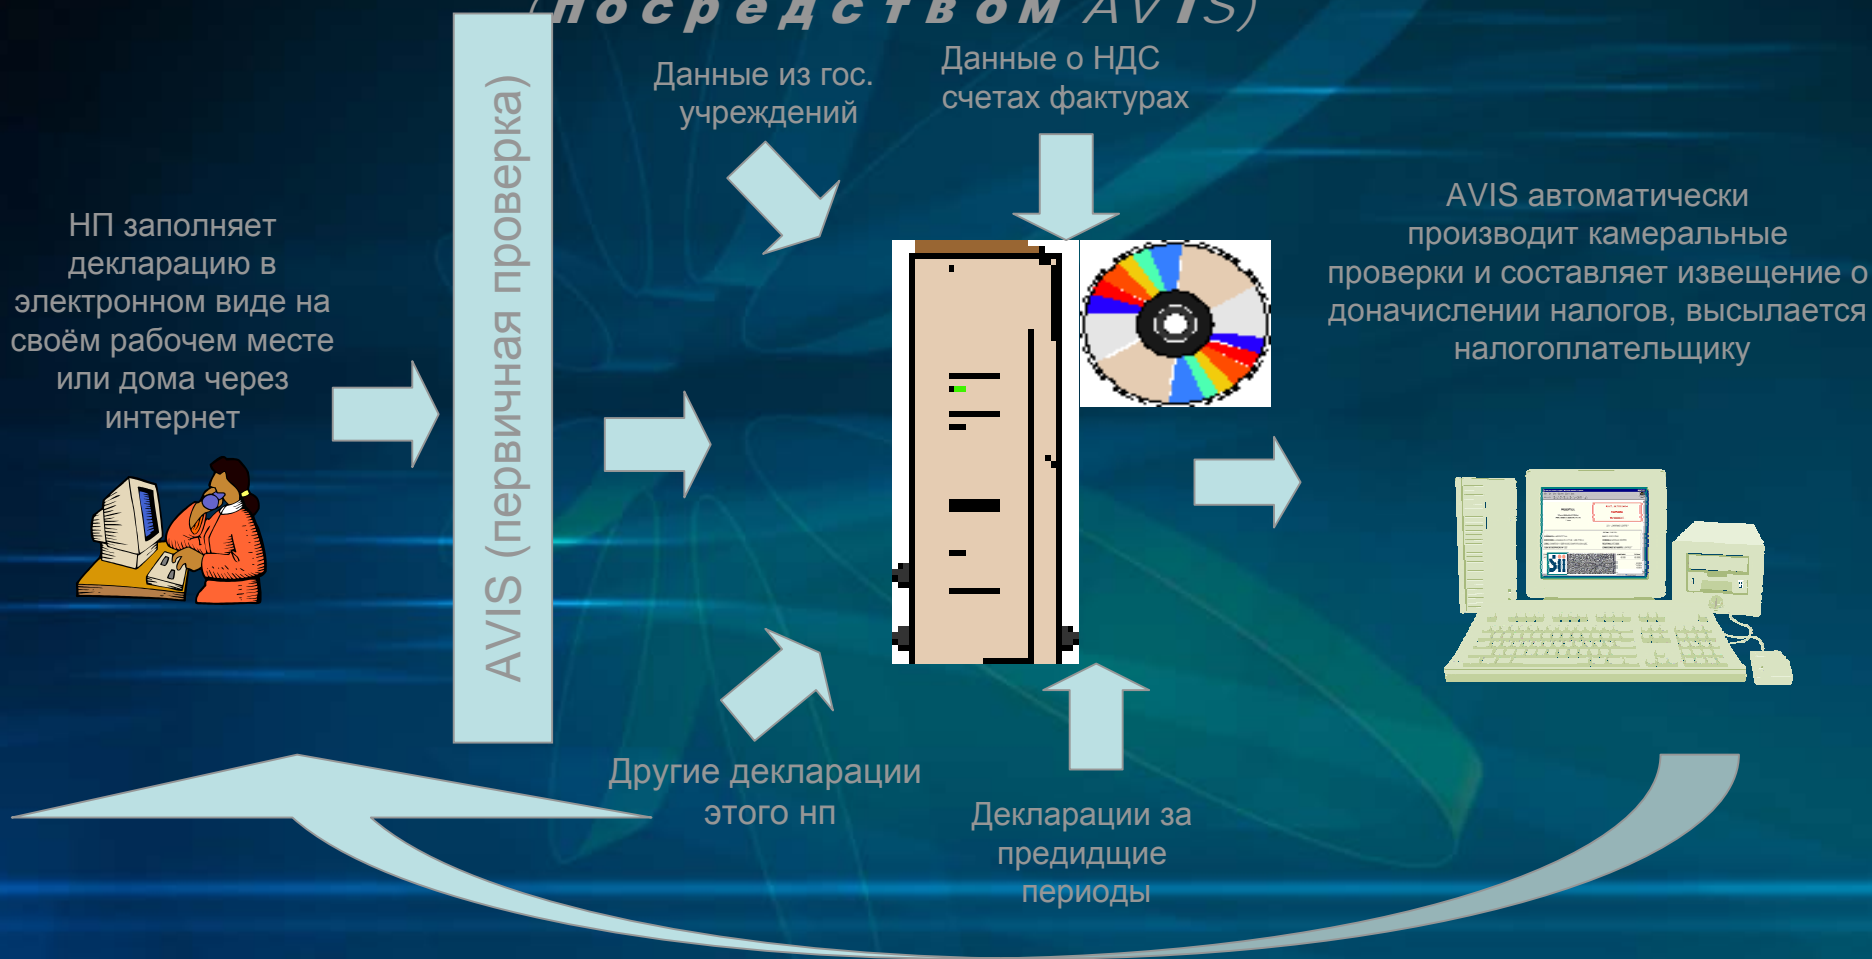 (посредством AVIS)
Данные из гос.
учреждений
Данные о НДС
счетах фактурах
НП заполняет
декларацию в
электронном виде на
своём рабочем месте
или дома через
интернет
AVIS (первичная проверка)
AVIS автоматически
производит камеральные
проверки и составляет извещение о
доначислении налогов, высылается
налогоплательщику
Sii
Другие декларации
этого нп
Декларации за
предидщие
периоды